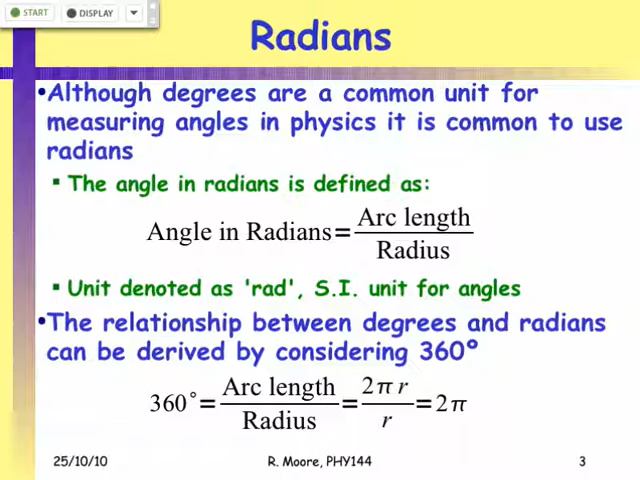 START DISPLAY
Radians
•Although degrees are a common unit for
measuring angles in physics it is common to use
radians
▪ The angle in radians is defined as:
Angle in Radians = Arc length / Radius
▪ Unit denoted as 'rad', S.I. unit for angles
•The relationship between degrees and radians
can be derived by considering 360º
360° = Arc length / Radius = 2π r / r = 2π
25/10/10 R. Moore, PHY144 3